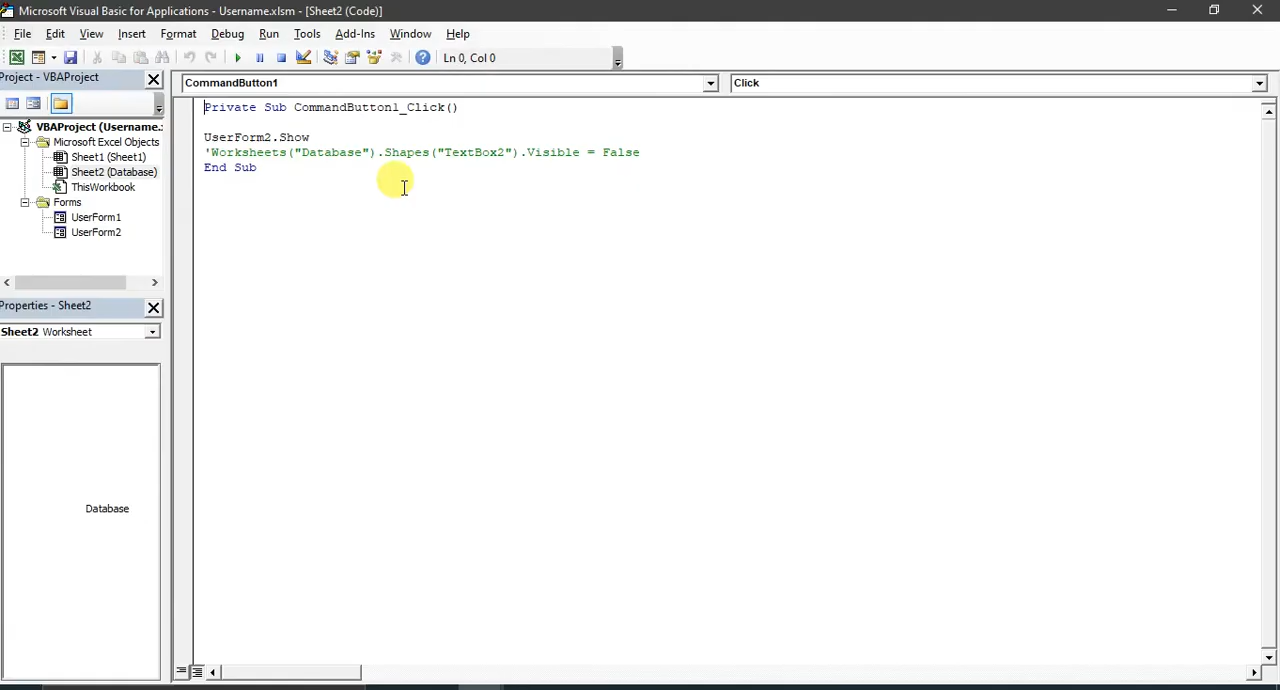 Microsoft Visual Basic for Applications - Username.xlsm - [Sheet2 (Code)]
File Edit View Insert Format Debug Run Tools Add-Ins Window Help
Ln 0, Col 0
Project - VBAProject
CommandButton1
Click
VBAProject (Username.
Microsoft Excel Objects
Sheet1 (Sheet1)
Sheet2 (Database)
ThisWorkbook
Forms
UserForm1
UserForm2
Properties - Sheet2
Sheet2 Worksheet
Database
Private Sub CommandButton1_Click()
UserForm2.Show
'Worksheets("Database").Shapes("TextBox2").Visible = False
End Sub